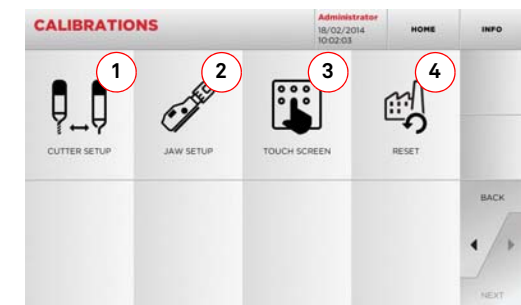 CALIBRATIONS
Administrator
18/02/2014
10:02:03
HOME
INFO
1
2
3
4
CUTTER SETUP
JAW SETUP
TOUCH SCREEN
RESET
BACK
NEXT